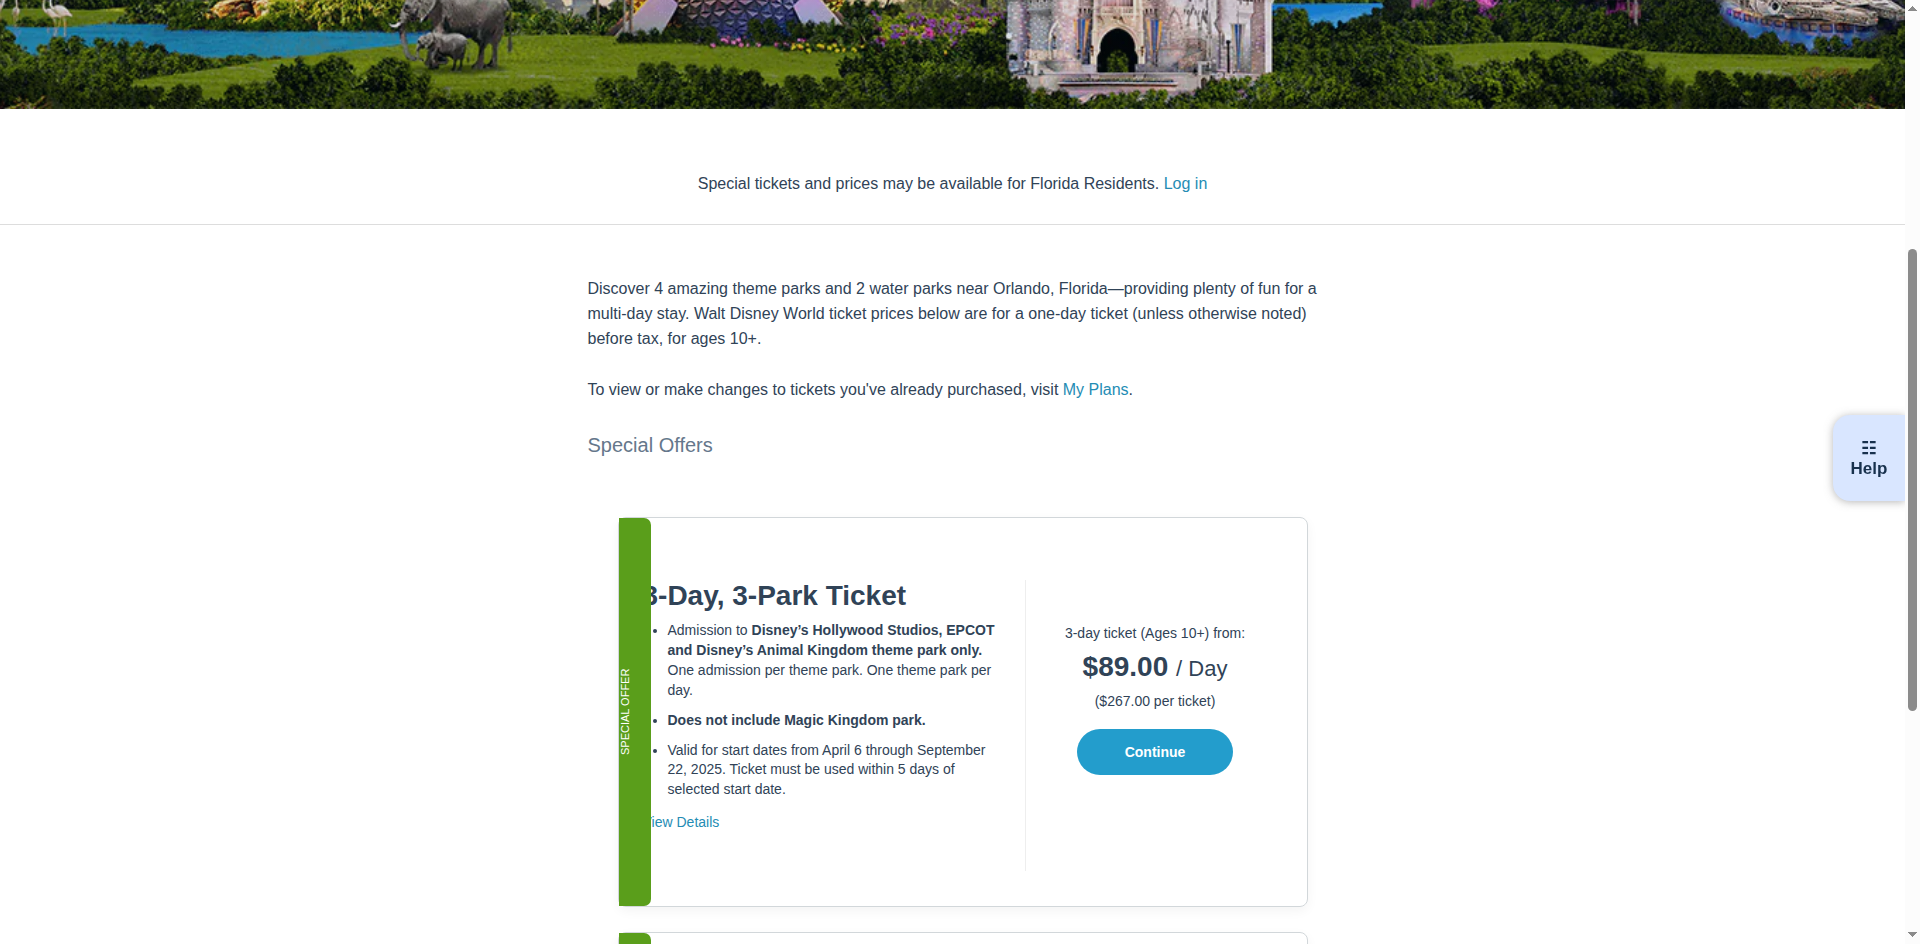 Special tickets and prices may be available for Florida Residents. Log in
Discover 4 amazing theme parks and 2 water parks near Orlando, Florida—providing plenty of fun for a
multi-day stay. Walt Disney World ticket prices below are for a one-day ticket (unless otherwise noted)
before tax, for ages 10+.
To view or make changes to tickets you've already purchased, visit My Plans.
Special Offers
SPECIAL OFFER
3-Day, 3-Park Ticket
• Admission to Disney’s Hollywood Studios, EPCOT
and Disney’s Animal Kingdom theme park only.
One admission per theme park. One theme park per
day.
• Does not include Magic Kingdom park.
• Valid for start dates from April 6 through September
22, 2025. Ticket must be used within 5 days of
selected start date.
iew Details
3-day ticket (Ages 10+) from:
$89.00 / Day
($267.00 per ticket)
Continue
Help